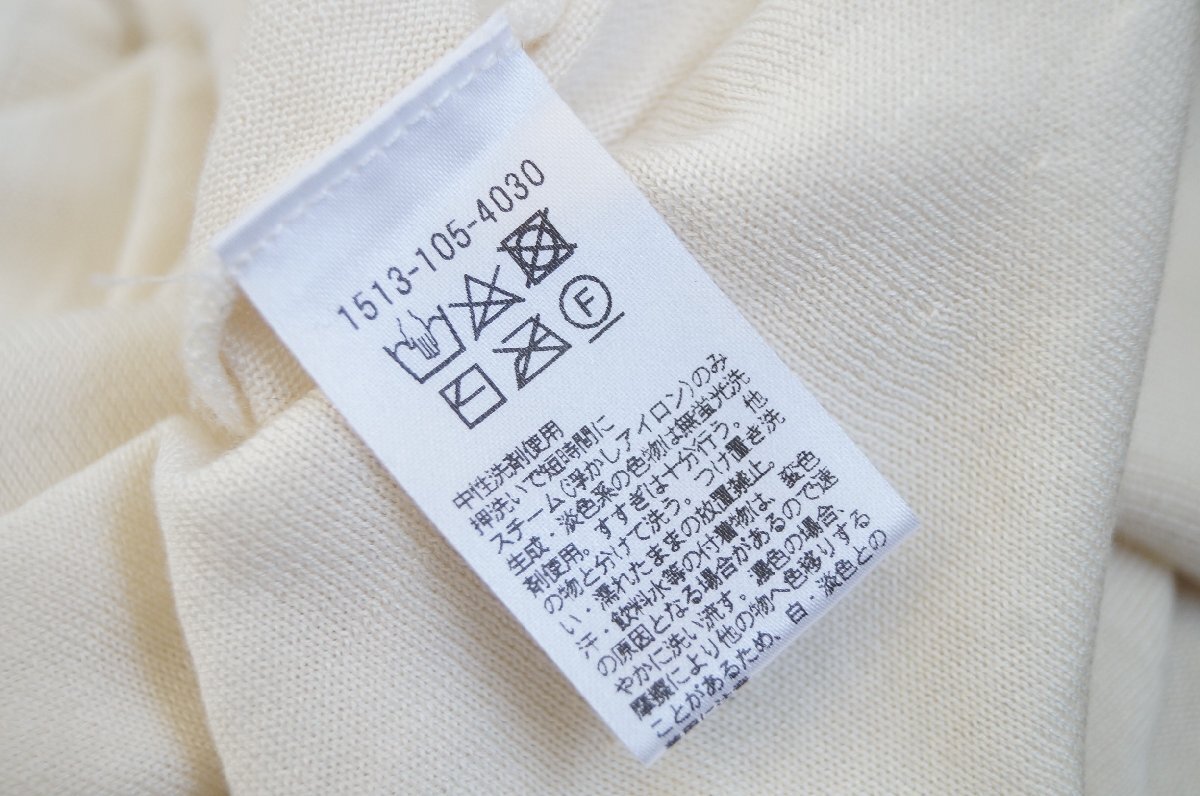 1513-105-4030
F
中性洗剤使用
押洗いで短時間に
スチーム(浮かしアイロン)のみ
生成・淡色系の色物は無蛍光洗
剤使用。すすぎは十分行う。他
の物と分けて洗う。つけ置き洗
い・濡れたままの放置禁止。
汗・飲料水等の付着物は、変色
の原因となる場合があるので速
やかに洗い流す。濃色の場合、
摩擦により他の物へ色移りする
ことがあるため、白・淡色との